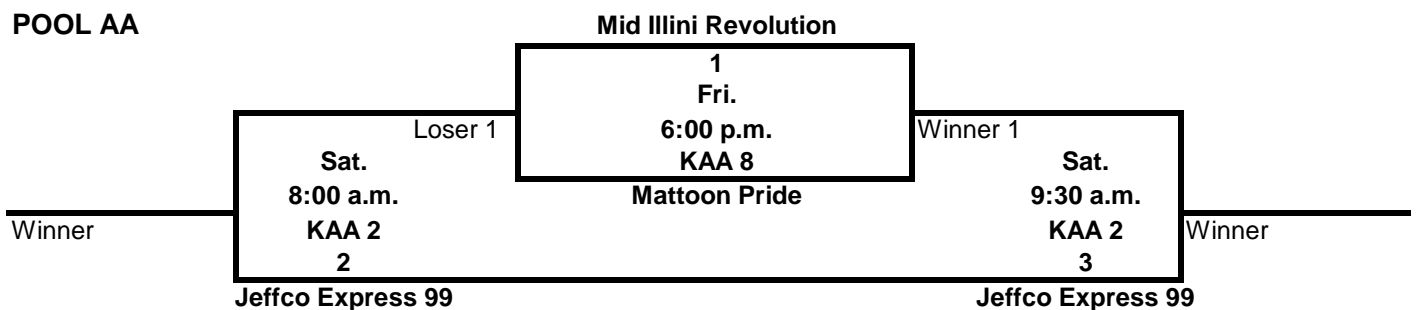 POOL AA
Mid Illini Revolution
1
Fri.
Loser 1
6:00 p.m.
Winner 1
Sat.
KAA 8
Sat.
8:00 a.m.
Mattoon Pride
9:30 a.m.
Winner
KAA 2
KAA 2
Winner
2
3
Jeffco Express 99
Jeffco Express 99